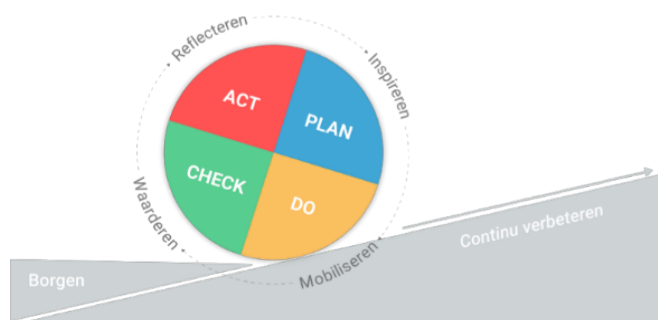 Reflecteren
Inspireren
ACT
PLAN
CHECK
DO
Waarderen
Mobiliseren
Continu verbeteren
Borgen